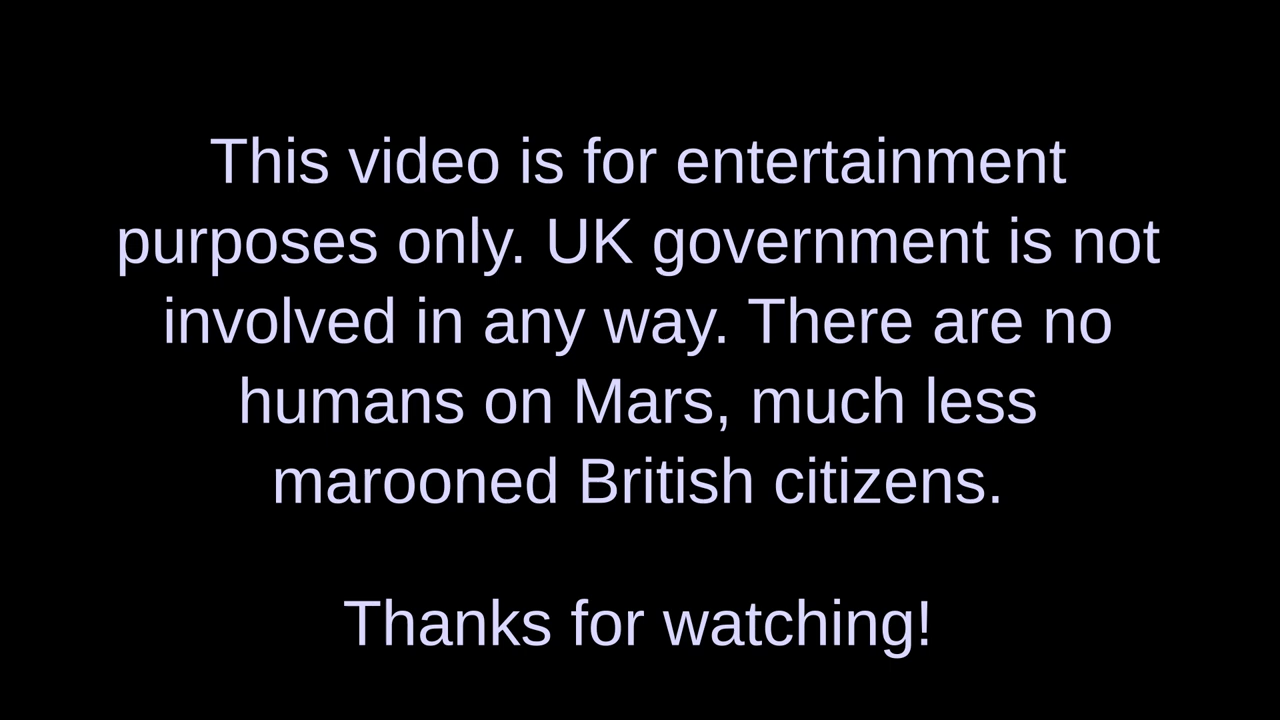 This video is for entertainment
purposes only. UK government is not
involved in any way. There are no
humans on Mars, much less
marooned British citizens.
Thanks for watching!